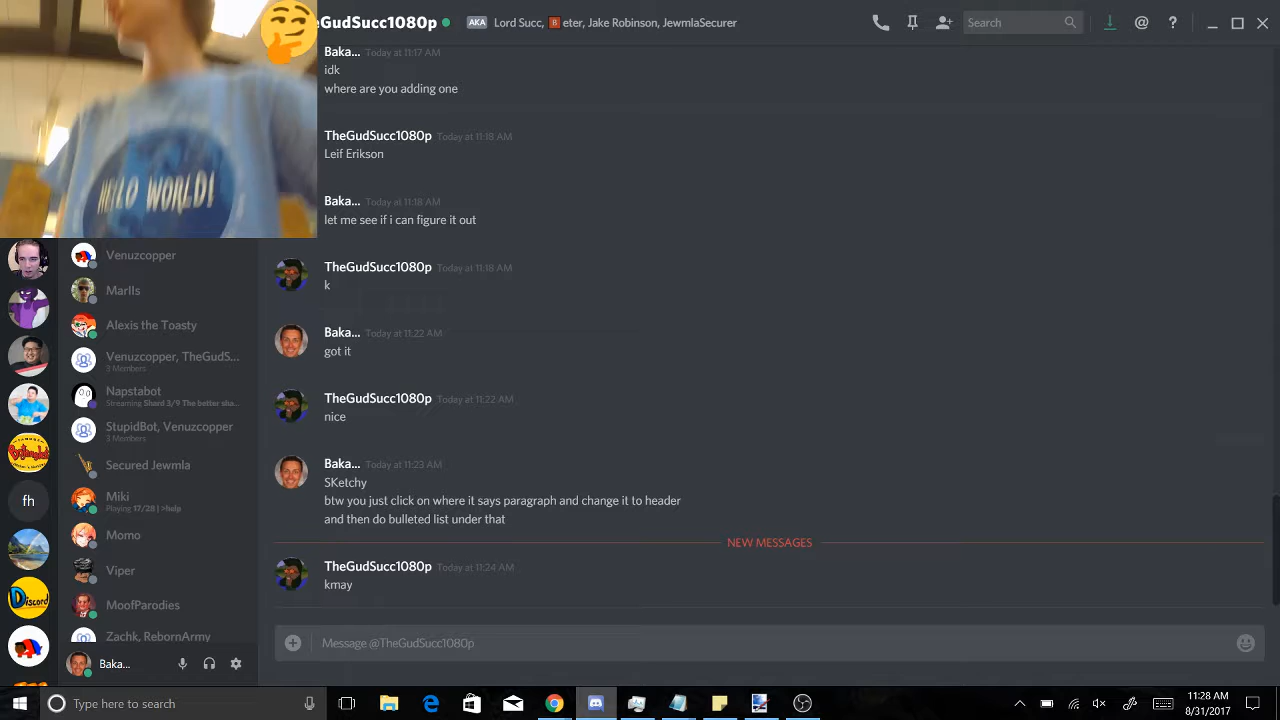 HELLO WORLD!
TheGudSucc1080p
AKA Lord Succ, B eter, Jake Robinson, JewmlaSecurer
Search
Baka... Today at 11:17 AM
idk
where are you adding one
TheGudSucc1080p Today at 11:18 AM
Leif Erikson
Baka... Today at 11:18 AM
let me see if i can figure it out
TheGudSucc1080p Today at 11:18 AM
k
Baka... Today at 11:22 AM
got it
TheGudSucc1080p Today at 11:22 AM
nice
Baka... Today at 11:23 AM
SKetchy
btw you just click on where it says paragraph and change it to header
and then do bulleted list under that
NEW MESSAGES
TheGudSucc1080p Today at 11:24 AM
kmay
Message @TheGudSucc1080p
Venuzcopper
Marlls
Alexis the Toasty
Venuzcopper, TheGudS...
3 Members
Napstabot
Streaming Shard 3/9 The better sha...
StupidBot, Venuzcopper
3 Members
Secured Jewmla
Miki
Playing 17/28 | >help
Momo
Viper
MoofParodies
Zachk, RebornArmy
fh
Bojangles
Discord
Baka...
Type here to search
11:28 AM
8/31/2017